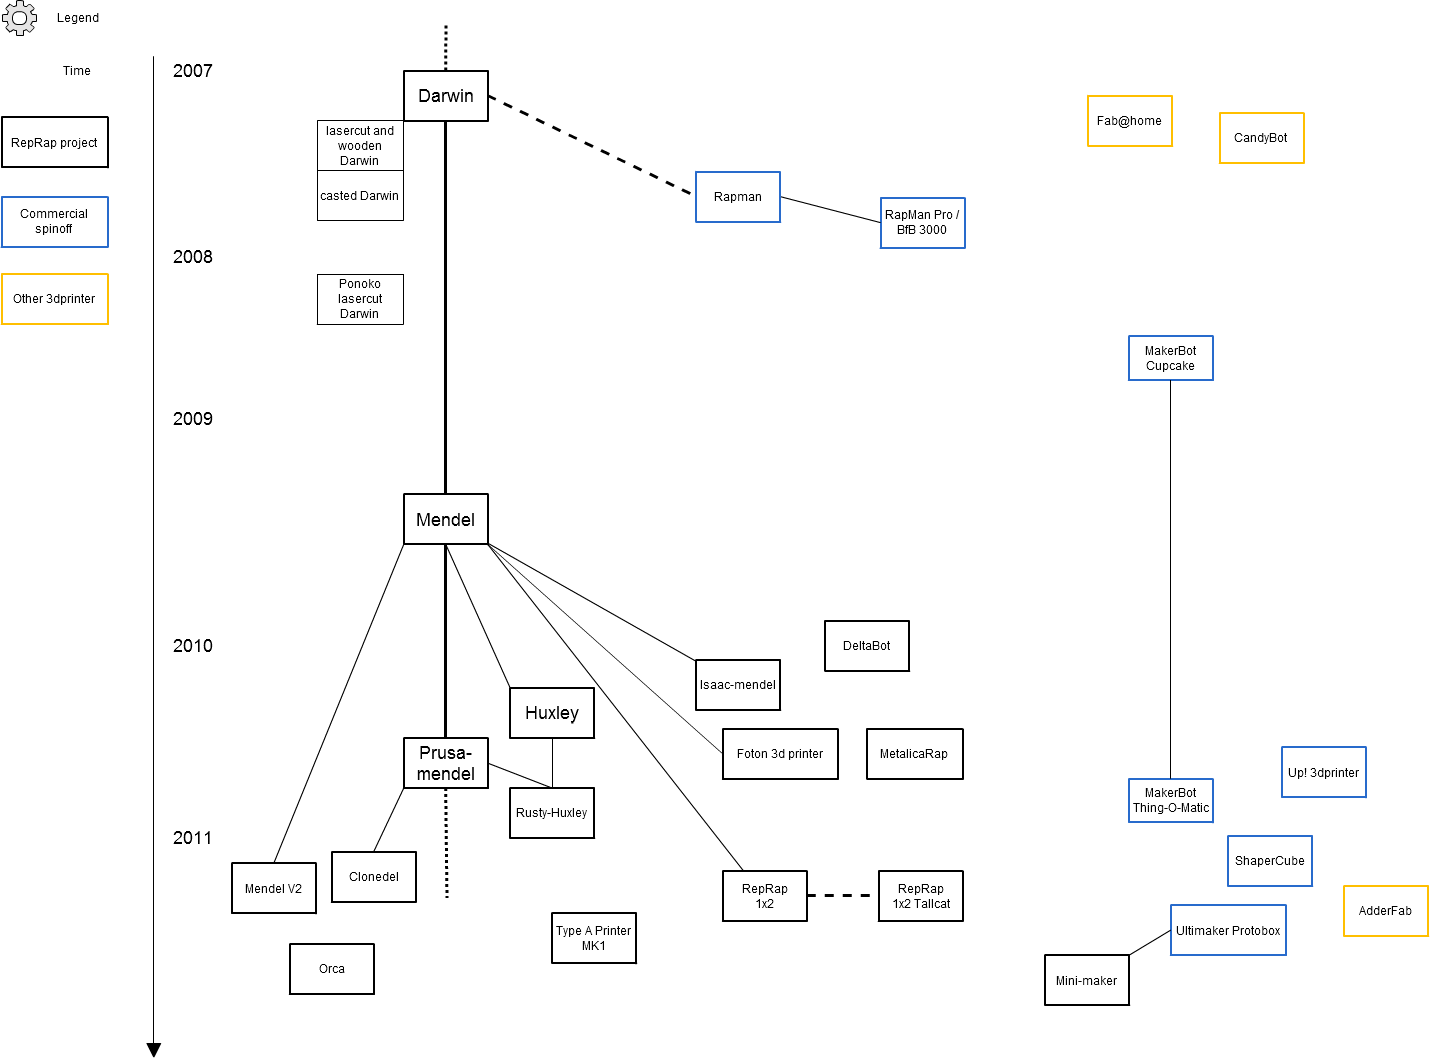 Legend
Time
2007
Darwin
RepRap project
lasercut and
wooden
Darwin
casted Darwin
Fab@home
CandyBot
Rapman
RapMan Pro /
BfB 3000
Commercial
spinoff
2008
Other 3dprinter
Ponoko
lasercut
Darwin
MakerBot
Cupcake
2009
Mendel
2010
DeltaBot
Isaac-mendel
Huxley
Prusa-
mendel
Foton 3d printer
MetalicaRap
Up! 3dprinter
MakerBot
Thing-O-Matic
Rusty-Huxley
2011
ShaperCube
Mendel V2
Clonedel
RepRap
1x2
RepRap
1x2 Tallcat
AdderFab
Type A Printer
MK1
Ultimaker Protobox
Orca
Mini-maker